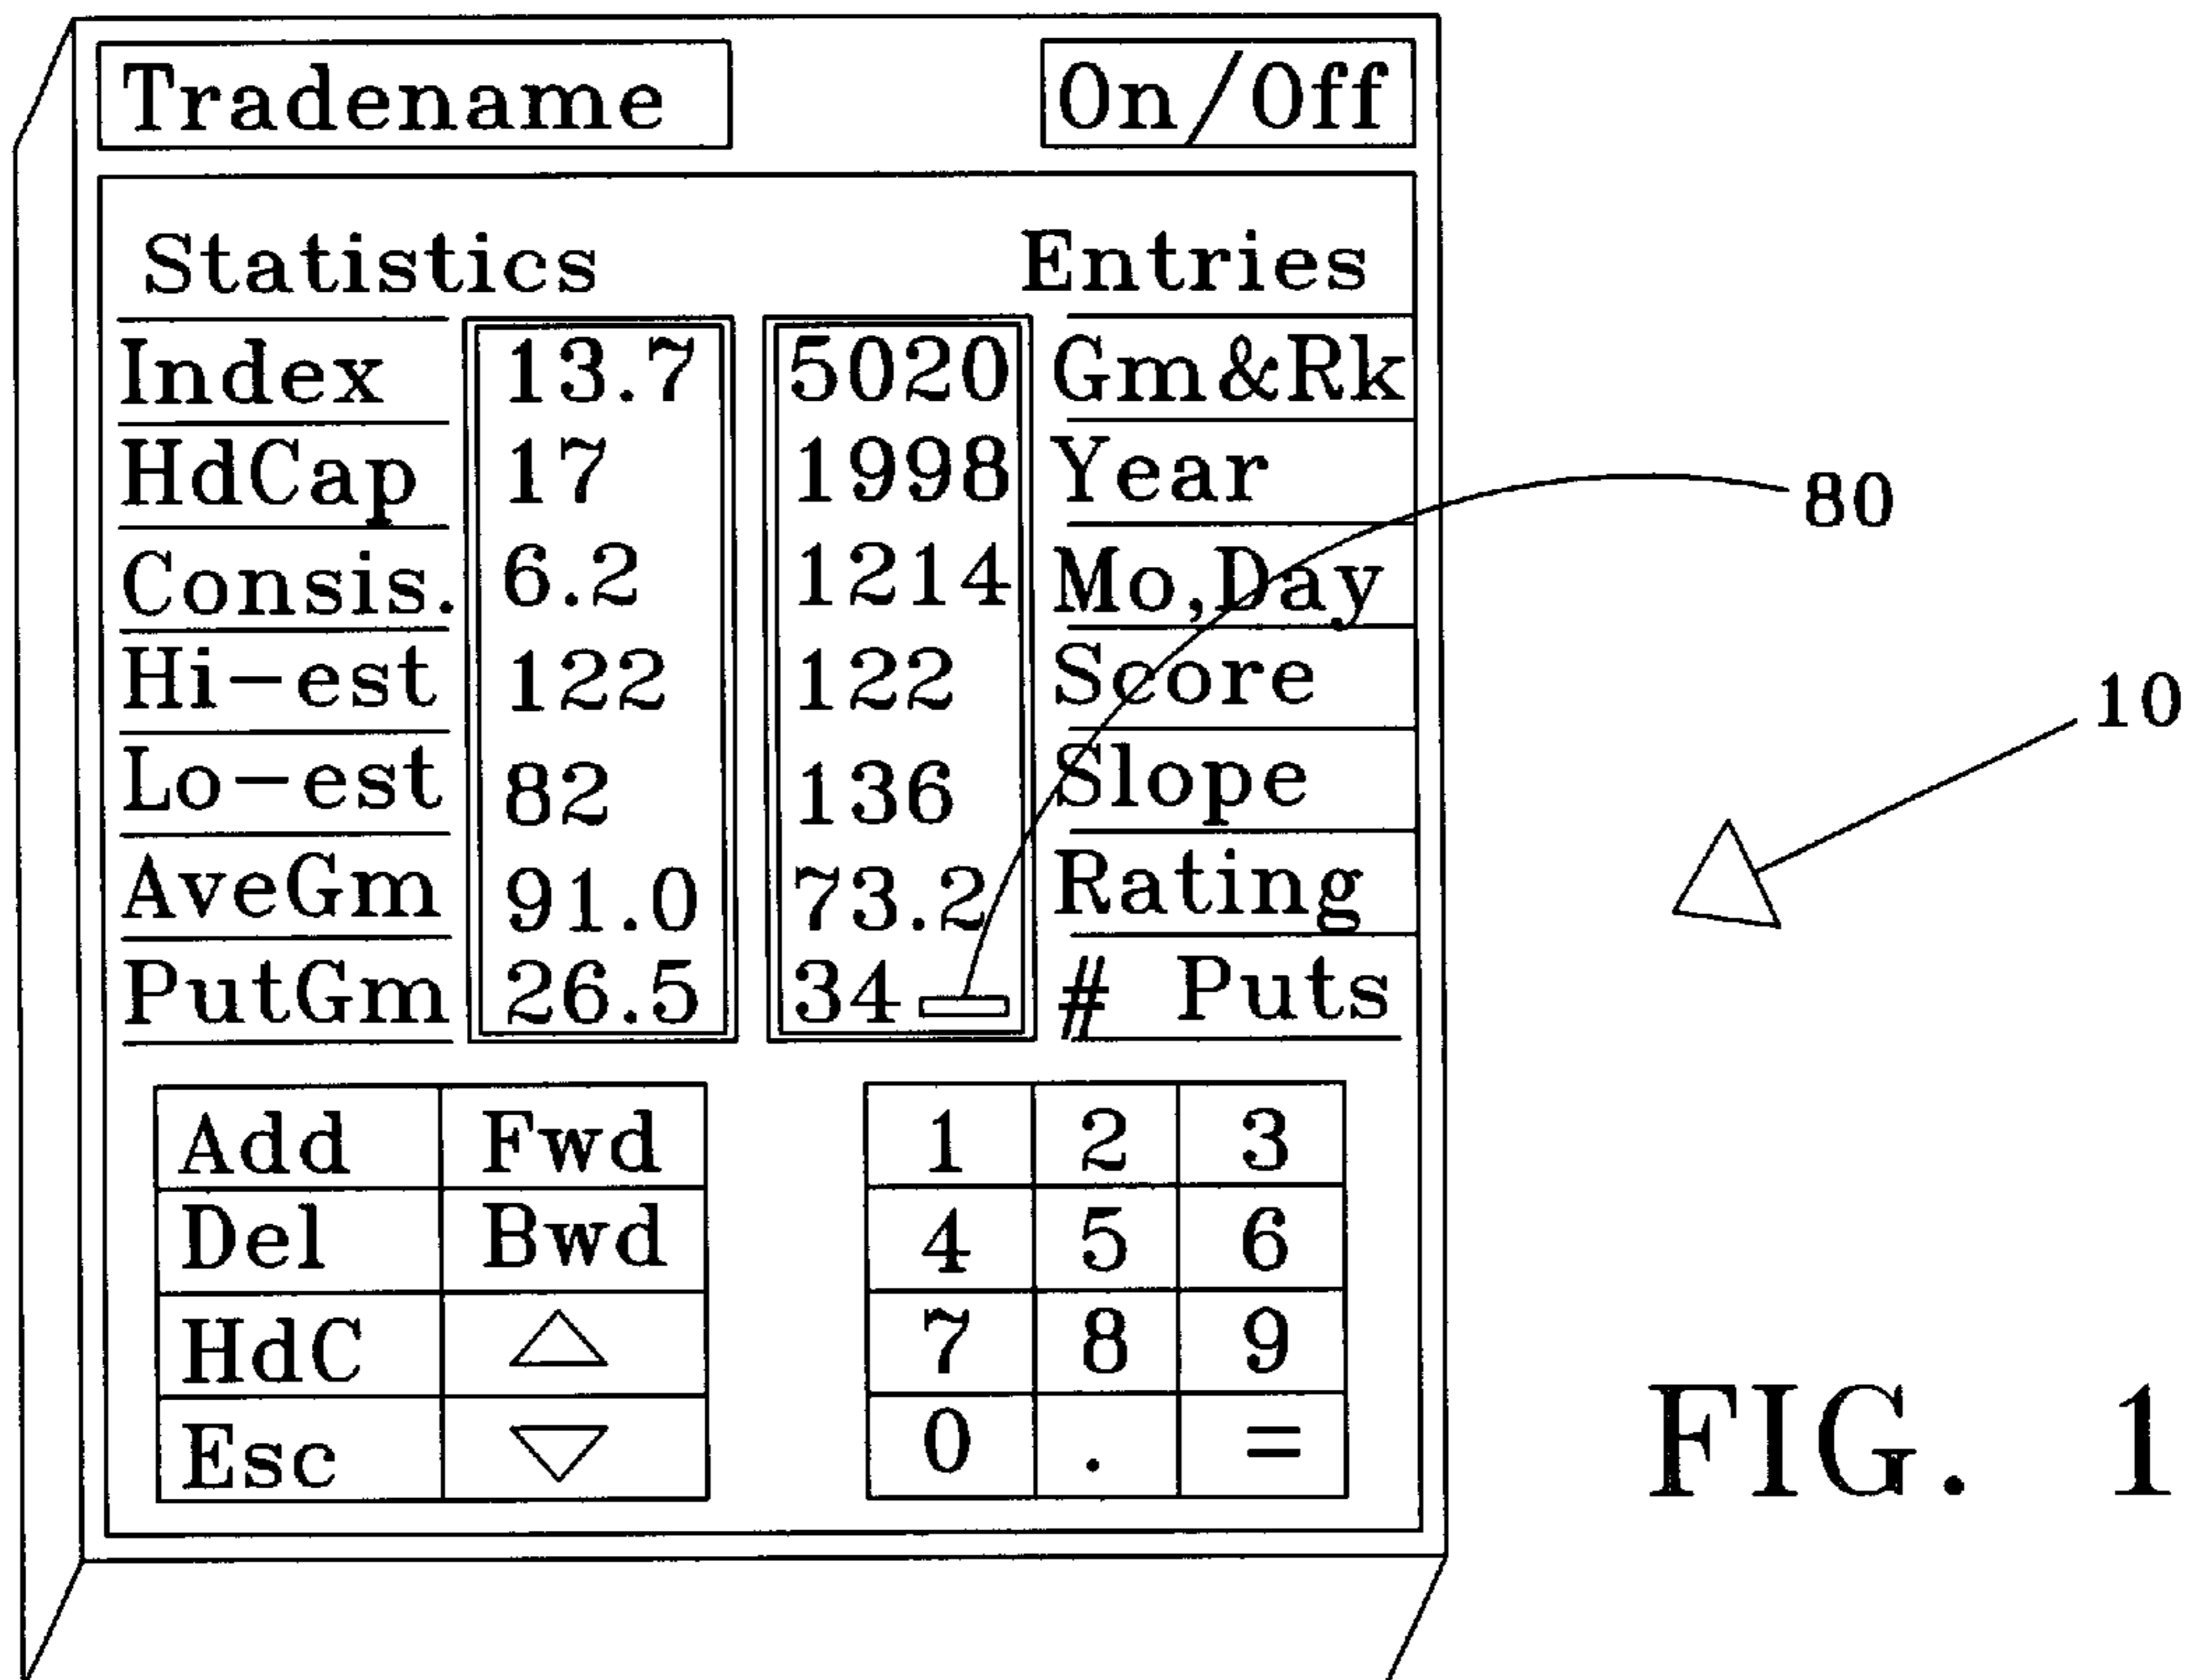 Tradename On/Off
Statistics Entries
Index 13.7 5020 Gm&Rk
HdCap 17 1998 Year
80
Consis. 6.2 1214 Mo,Day
Hi-est 122 122 Score
10
Lo-est 82 136 Slope
AveGm 91.0 73.2 Rating
PutGm 26.5 34 # Puts
Add Fwd 1 2 3
Del Bwd 4 5 6
HdC 7 8 9
Esc 0 . =
FIG. 1